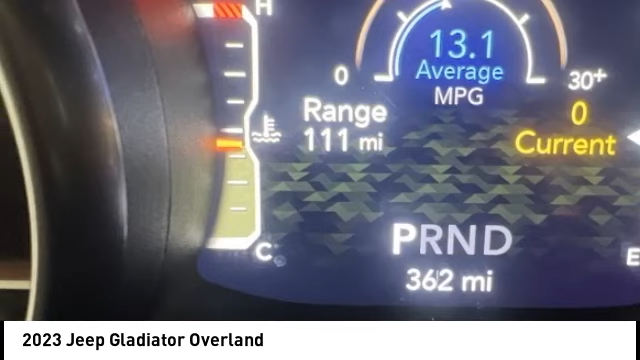 H
13.1
Average
MPG
0
30+
Range
111 mi
0
Current
PRND
362 mi
C
E
2023 Jeep Gladiator Overland